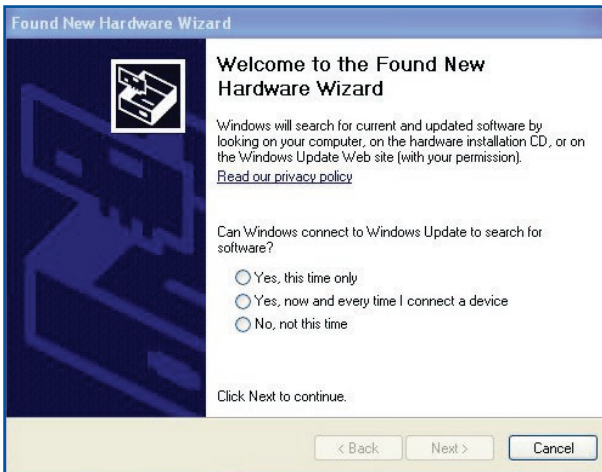 Found New Hardware Wizard
Welcome to the Found New
Hardware Wizard
Windows will search for current and updated software by
looking on your computer, on the hardware installation CD, or on
the Windows Update Web site (with your permission).
Read our privacy policy
Can Windows connect to Windows Update to search for
software?
Yes, this time only
Yes, now and every time I connect a device
No, not this time
Click Next to continue.
< Back Next > Cancel